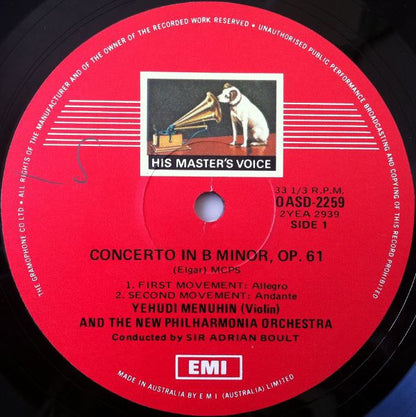 ALL RIGHTS OF THE MANUFACTURER AND OF THE OWNER OF THE RECORDED WORK RESERVED • UNAUTHORISED PUBLIC PERFORMANCE BROADCASTING AND COPYING OF THIS RECORD PROHIBITED
THE GRAMOPHONE CO LTD •
HIS MASTER'S VOICE
33 1/3 R.P.M.
OASD-2259
2YEA 2939
SIDE 1
CONCERTO IN B MINOR, OP. 61
(Elgar) MCPS
1. FIRST MOVEMENT: Allegro
2. SECOND MOVEMENT: Andante
YEHUDI MENUHIN (Violin)
AND THE NEW PHILHARMONIA ORCHESTRA
Conducted by SIR ADRIAN BOULT
EMI
MADE IN AUSTRALIA BY E M I (AUSTRALIA) LIMITED